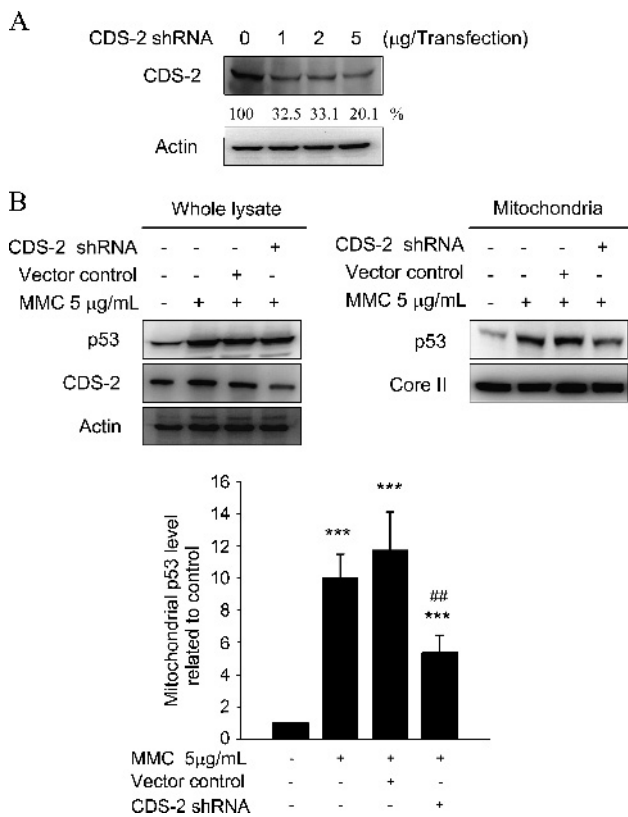 A
CDS-2 shRNA 0 1 2 5 (μg/Transfection)
CDS-2
100 32.5 33.1 20.1 %
Actin
B
Whole lysate
CDS-2 shRNA - - - +
Vector control - - + -
MMC 5 μg/mL - + + +
p53
CDS-2
Actin
Mitochondria
CDS-2 shRNA - - - +
Vector control - - + -
MMC 5 μg/mL - + + +
p53
Core II
Mitochondrial p53 level
related to control
16
14
12
10
8
6
4
2
0
***
***
##
***
MMC 5μg/mL - + + +
Vector control - - + -
CDS-2 shRNA - - - +